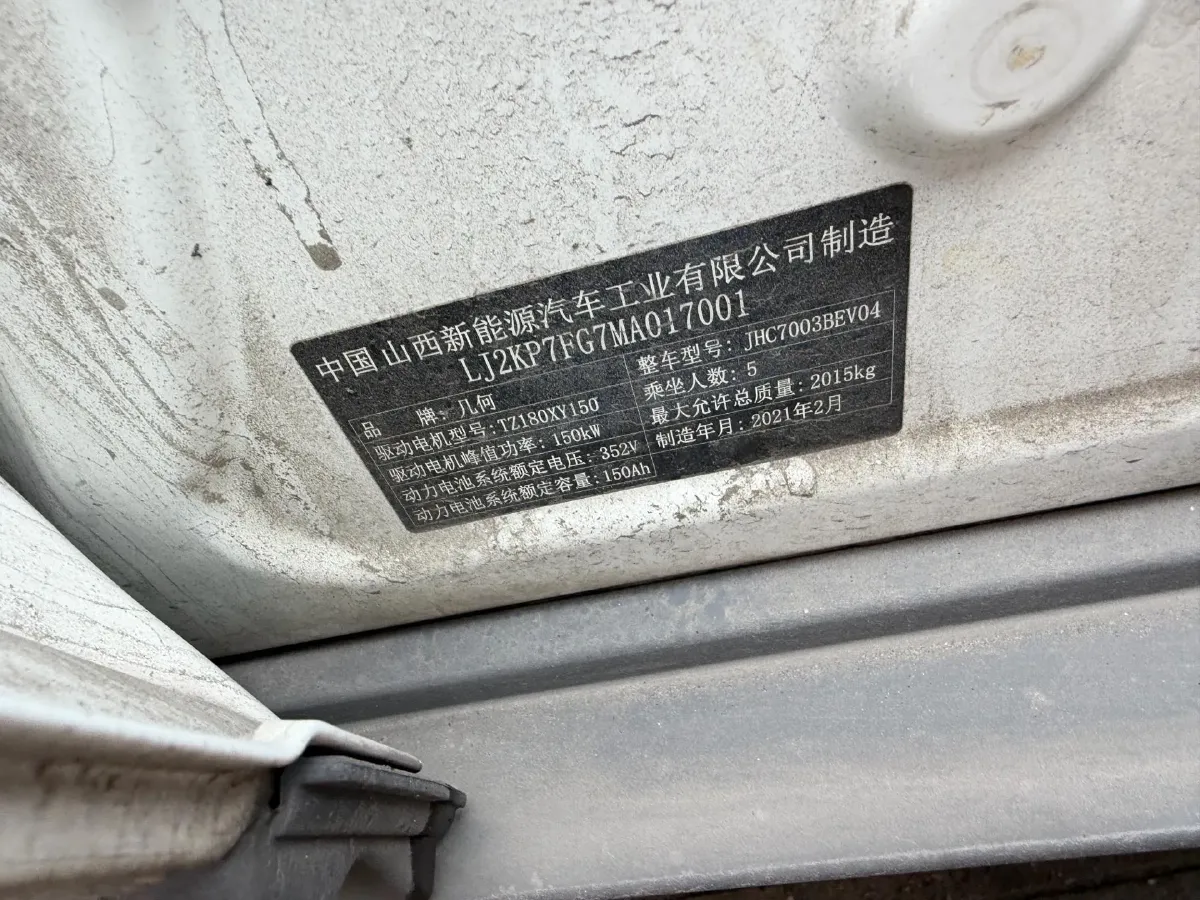 中国 山西新能源汽车工业有限公司制造
LJ2KP7FG7MA017001
品 牌: 几何
整车型号: JHC7003BEV04
驱动电机型号: TZ180XY150
乘坐人数: 5
驱动电机峰值功率: 150kW
最大允许总质量: 2015kg
动力电池系统额定电压: 352V
制造年月: 2021年2月
动力电池系统额定容量: 150Ah